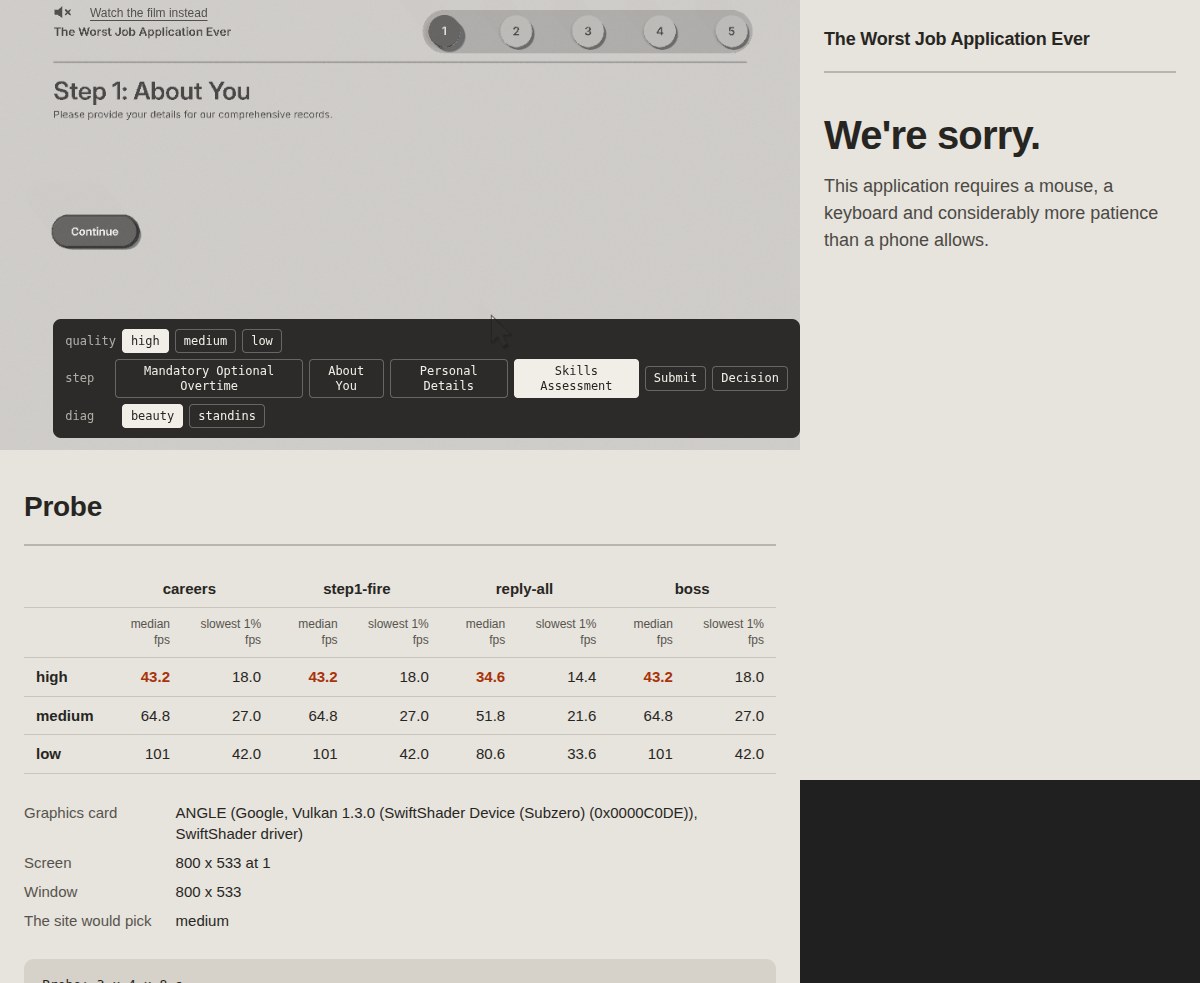 Watch the film instead
The Worst Job Application Ever
1 2 3 4 5
Step 1: About You
Please provide your details for our comprehensive records.
Continue
quality high medium low
step Mandatory Optional Overtime About You Personal Details Skills Assessment Submit Decision
diag beauty standins
The Worst Job Application Ever
We're sorry.
This application requires a mouse, a
keyboard and considerably more patience
than a phone allows.
Probe
careers step1-fire reply-all boss
median fps slowest 1% fps median fps slowest 1% fps median fps slowest 1% fps median fps slowest 1% fps
high 43.2 18.0 43.2 18.0 34.6 14.4 43.2 18.0
medium 64.8 27.0 64.8 27.0 51.8 21.6 64.8 27.0
low 101 42.0 101 42.0 80.6 33.6 101 42.0
Graphics card ANGLE (Google, Vulkan 1.3.0 (SwiftShader Device (Subzero) (0x0000C0DE)),
SwiftShader driver)
Screen 800 x 533 at 1
Window 800 x 533
The site would pick medium